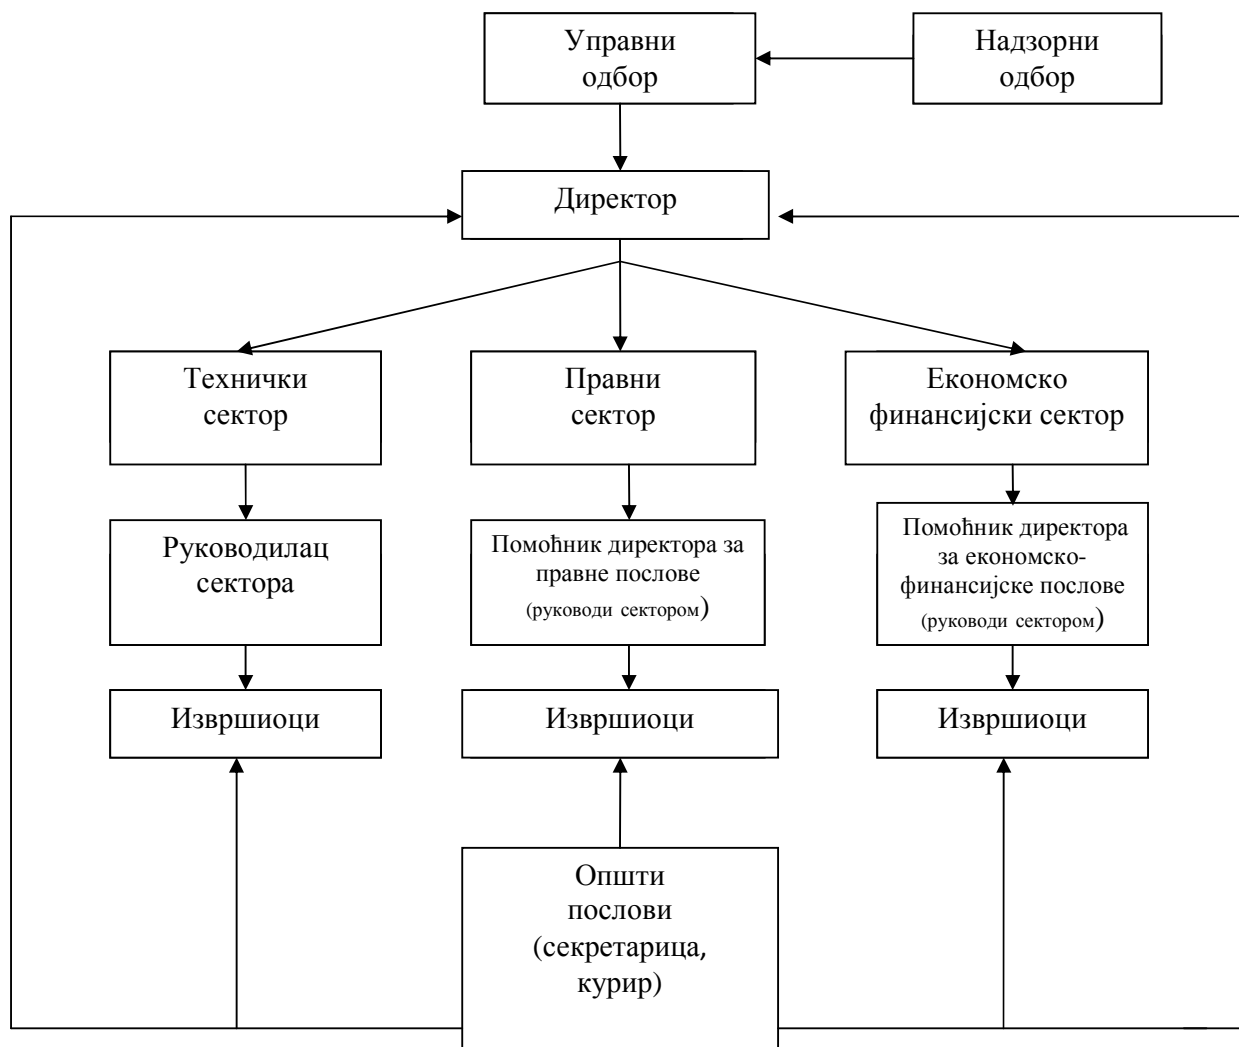 Управни
одбор
Надзорни
одбор
Директор
Технички
сектор
Правни
сектор
Економско
финансијски сектор
Руководилац
сектора
Помоћник директора за
правне послове
(руководи сектором)
Помоћник директора
за економско-
финансијске послове
(руководи сектором)
Извршиоци
Извршиоци
Извршиоци
Општи
послови
(секретарица,
курир)